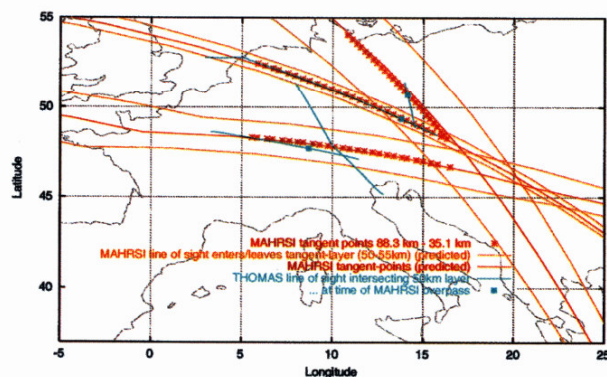 55
50
45
40
Latitude
MAHRSI tangent points 88.3 km - 35.1 km
MAHRSI line of sight enters/leaves tangent-layer (50-55km) (predicted)
MAHRSI tangent-points (predicted)
THOMAS line of sight intersecting 50km layer
... at time of MAHRSI overpass
-5 0 5 10 15 20 25
Longitude